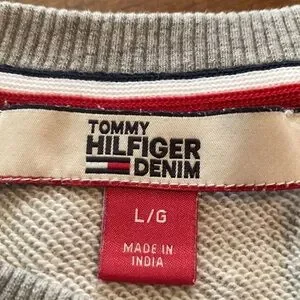 TOMMY
HILFIGER
DENIM
L/G
MADE IN
INDIA